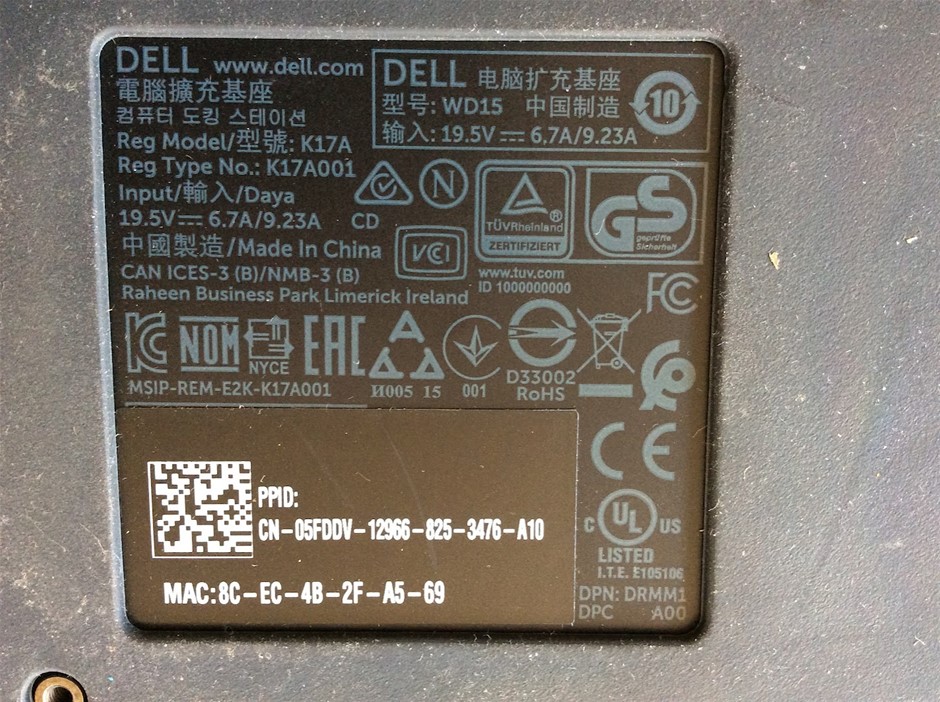 DELL www.dell.com
電腦擴充基座
컴퓨터 도킹 스테이션
Reg Model/型號: K17A
Reg Type No.: K17A001
Input/輸入/Daya
19.5V⎓6.7A/9.23A
中國製造/Made In China
CAN ICES-3 (B)/NMB-3 (B)
Raheen Business Park Limerick Ireland
DELL 电脑扩充基座
型号: WD15 中国制造
输入: 19.5V⎓6.7A/9.23A
10
N
CD
VCI
TÜVRheinland®
ZERTIFIZIERT
www.tuv.com
ID 1000000000
GS
geprüfte
Sicherheit
FC
KC
NOM
NYCE
EAC
И005 15
001
D33002
RoHS
MSIP-REM-E2K-K17A001
CE
C UL US
LISTED
I.T.E. E105106
DPN: DRMM1
DPC A00
PPID:
CN-05FDDV-12966-825-3476-A10
MAC:8C-EC-4B-2F-A5-69